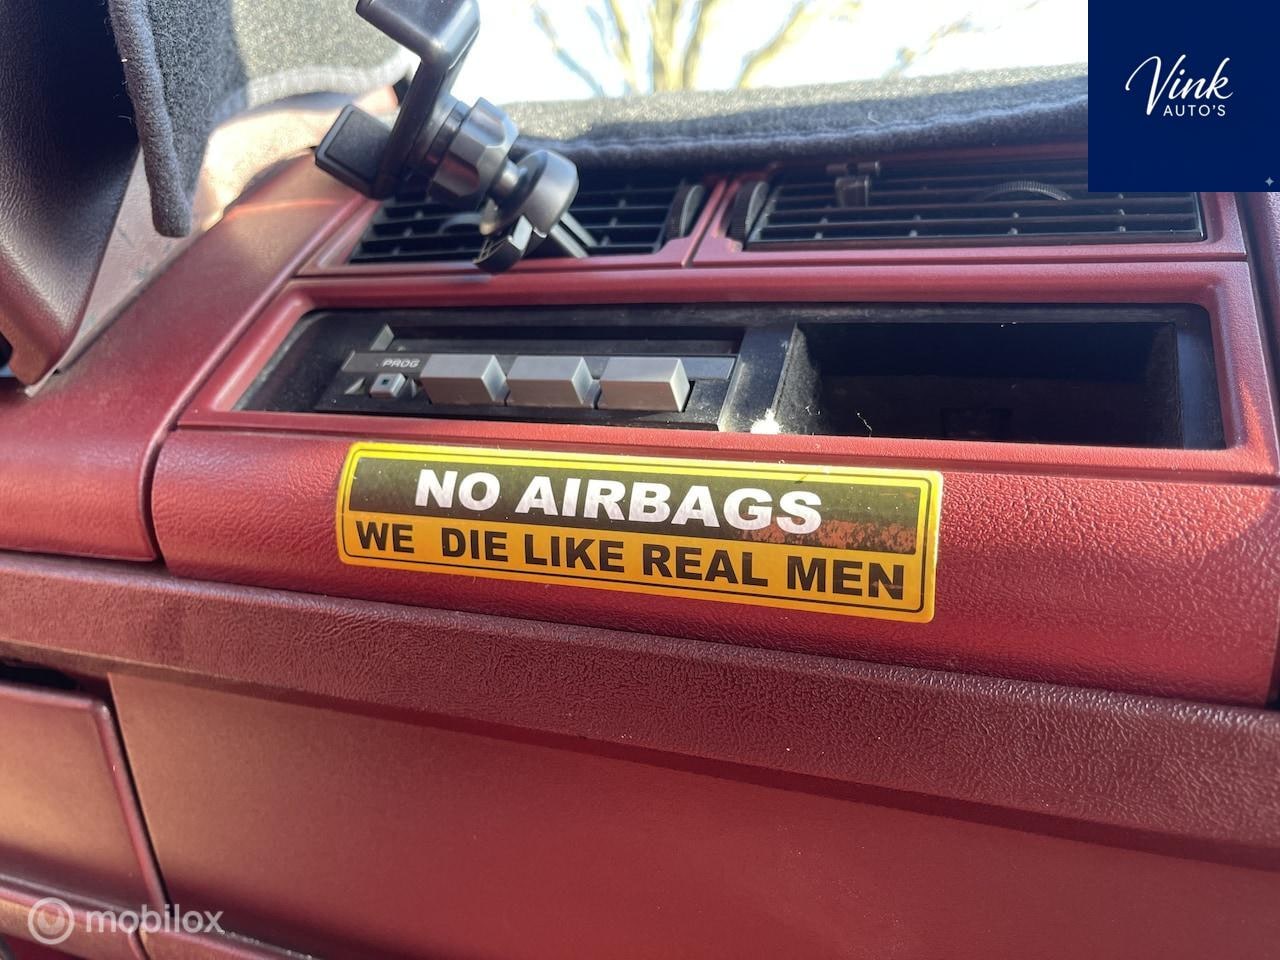 Vink
AUTO'S
PROG
NO AIRBAGS
WE DIE LIKE REAL MEN
mobilox